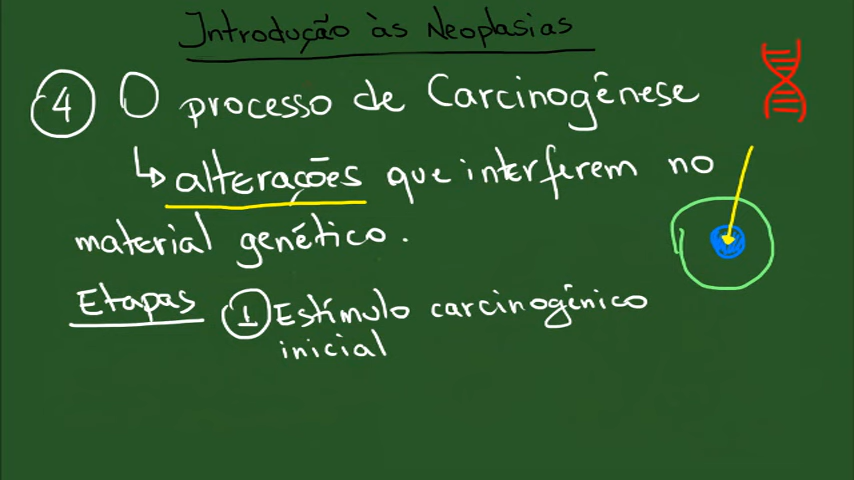 Introdução às Neoplasias
4 O processo de Carcinogênese
↳ alterações que interferem no
material genético.
Etapas 1 Estímulo carcinogênico
inicial